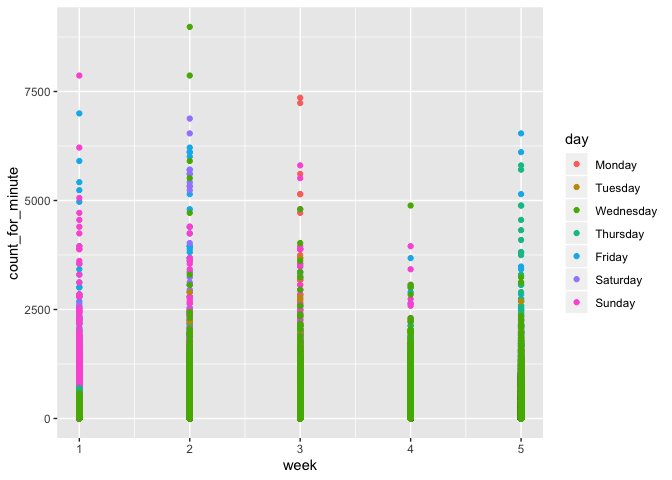 count_for_minute
7500
5000
2500
0
1 2 3 4 5
week
day
Monday
Tuesday
Wednesday
Thursday
Friday
Saturday
Sunday